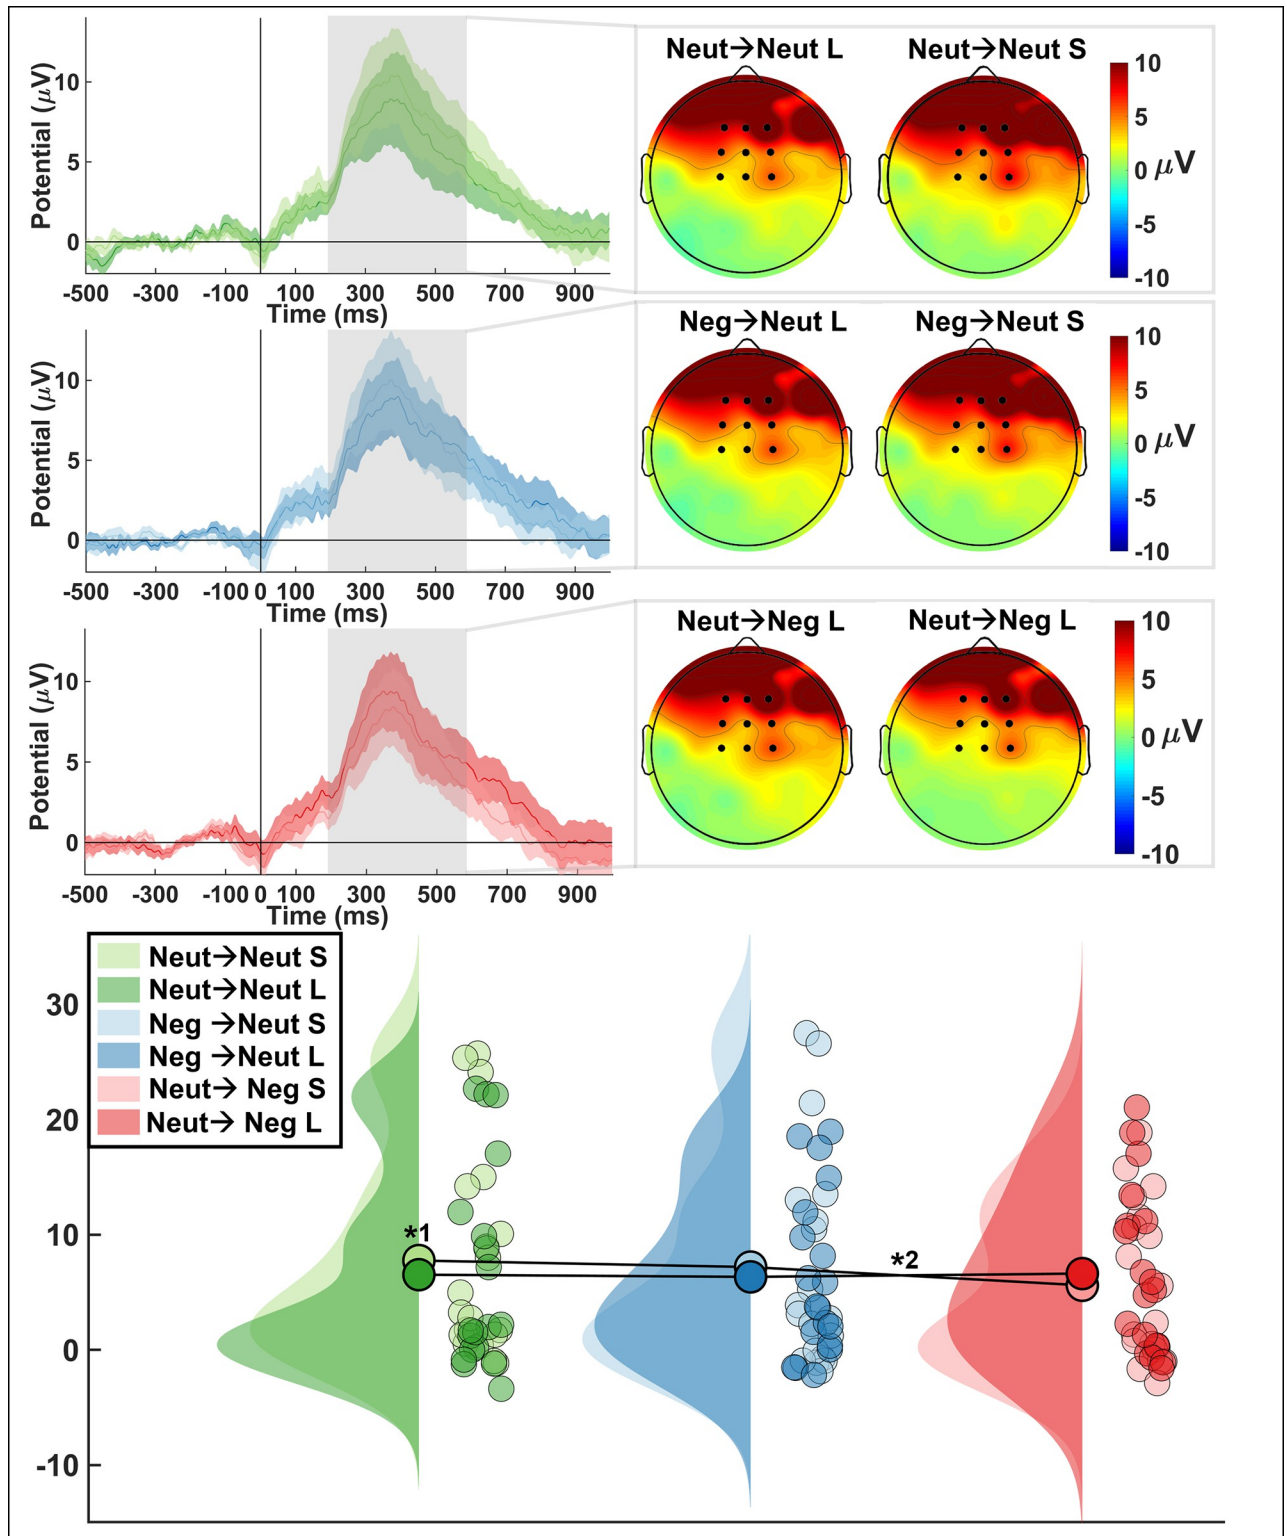 Potential (μV)
10
5
0
-500 -300 -100 100 300 500 700 900
Time (ms)
Neut→Neut L Neut→Neut S
10
5
0 μV
-5
-10
Potential (μV)
10
5
0
-500 -300 -100 0 100 300 500 700 900
Time (ms)
Neg→Neut L Neg→Neut S
10
5
0 μV
-5
-10
Potential (μV)
10
5
0
-500 -300 -100 0 100 300 500 700 900
Time (ms)
Neut→Neg L Neut→Neg L
10
5
0 μV
-5
-10
Neut→Neut S
Neut→Neut L
Neg →Neut S
Neg →Neut L
Neut→ Neg S
Neut→ Neg L
30
20
10
0
-10
*1
*2